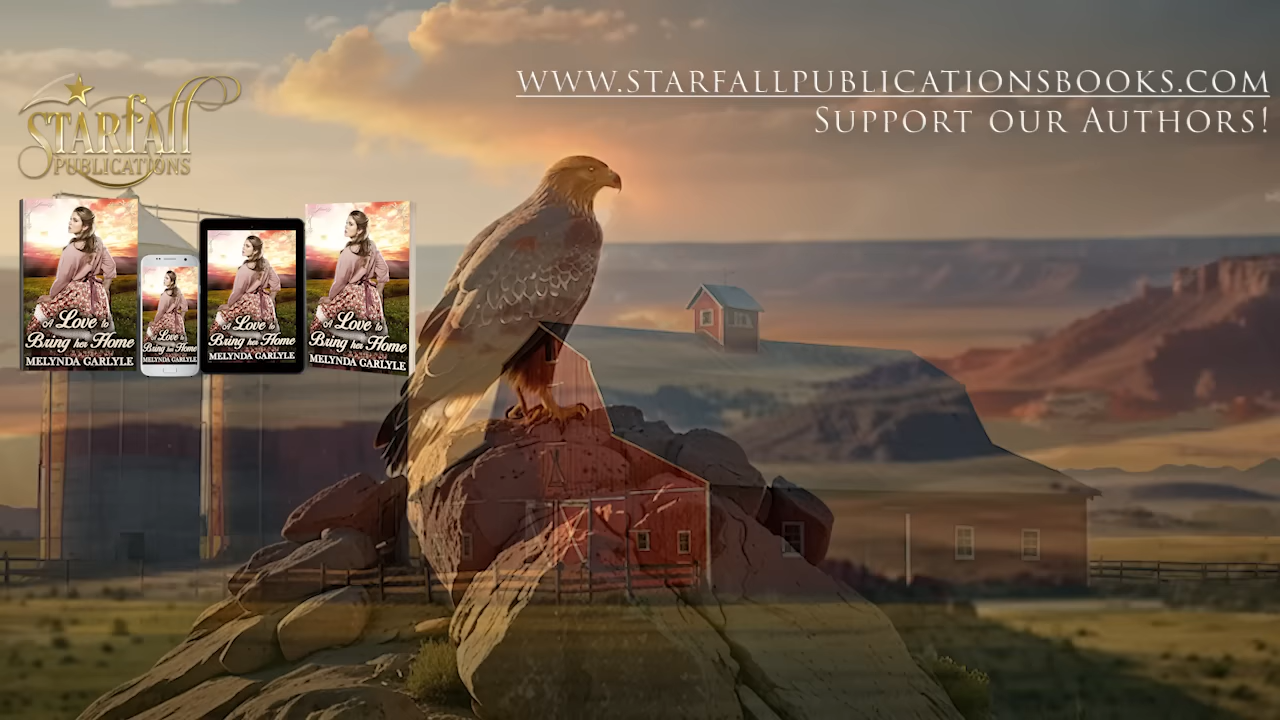 WWW.STARFALLPUBLICATIONSBOOKS.COM
SUPPORT OUR AUTHORS!
STARfall
PUBLICATIONS
A Love to
Bring her Home
MELYNDA GARLYLE
A Love to
Bring her Home
MELYNDA GARLYLE
A Love to
Bring her Home
MELYNDA GARLYLE
A Love to
Bring her Home
MELYNDA GARLYLE